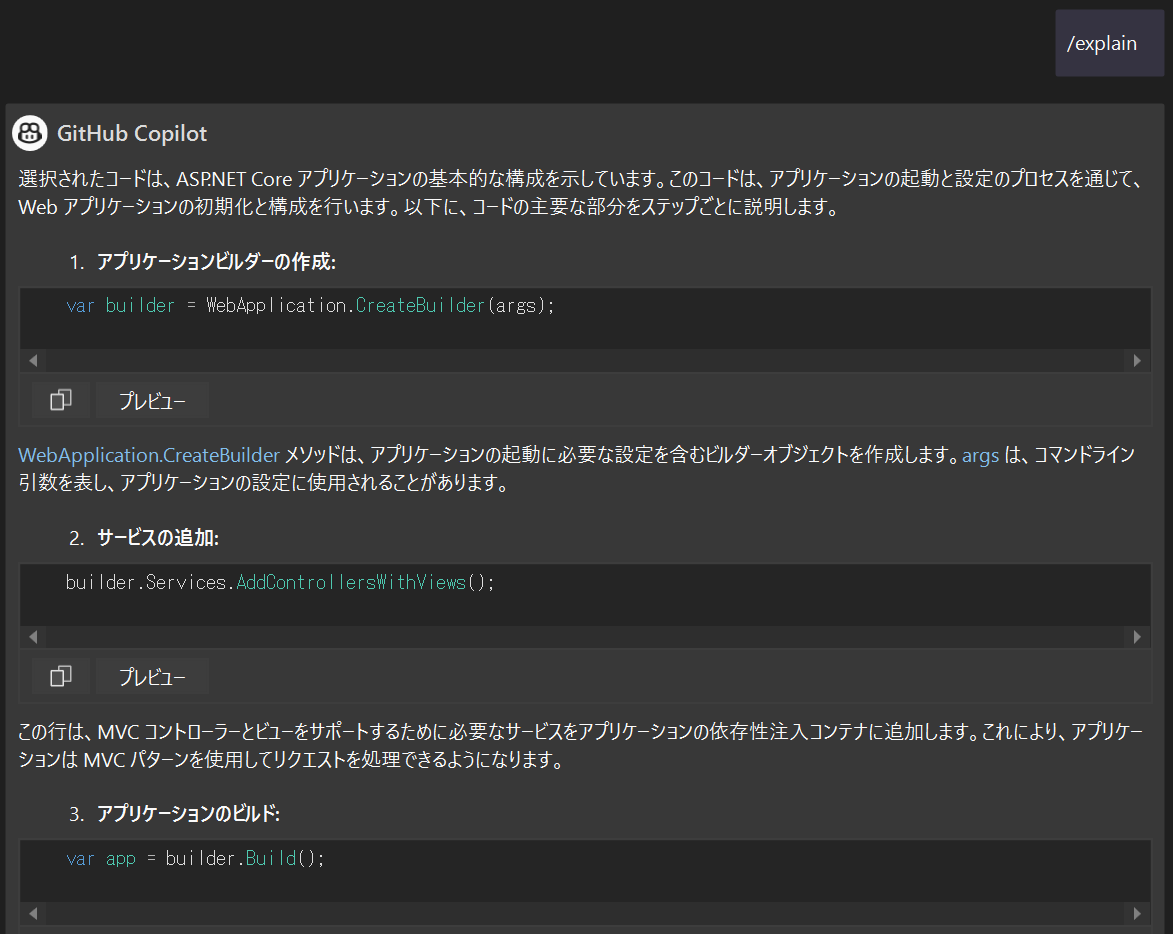 /explain
GitHub Copilot
選択されたコードは、ASP.NET Core アプリケーションの基本的な構成を示しています。このコードは、アプリケーションの起動と設定のプロセスを通じて、
Web アプリケーションの初期化と構成を行います。以下に、コードの主要な部分をステップごとに説明します。
1. アプリケーションビルダーの作成:
var builder = WebApplication.CreateBuilder(args);
プレビュー
WebApplication.CreateBuilder メソッドは、アプリケーションの起動に必要な設定を含むビルダーオブジェクトを作成します。args は、コマンドライン
引数を表し、アプリケーションの設定に使用されることがあります。
2. サービスの追加:
builder.Services.AddControllersWithViews();
プレビュー
この行は、MVC コントローラーとビューをサポートするために必要なサービスをアプリケーションの依存性注入コンテナに追加します。これにより、アプリケー
ションは MVC パターンを使用してリクエストを処理できるようになります。
3. アプリケーションのビルド:
var app = builder.Build();